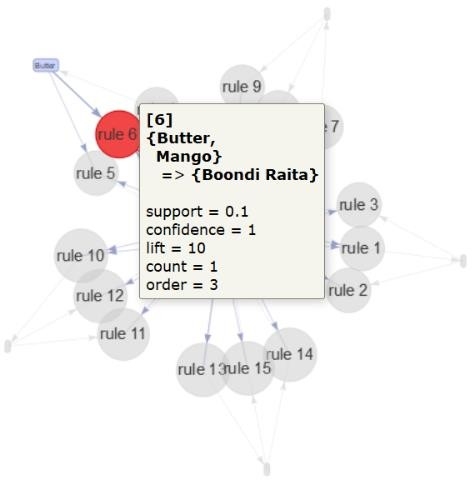 rule 9
Butter
rule 6
7
rule 5
[6]
{Butter,
Mango}
=> {Boondi Raita}
support = 0.1
confidence = 1
lift = 10
count = 1
order = 3
rule 3
rule 1
rule 2
rule 10
rule 12
rule 11
rule 13
rule 15
rule 14